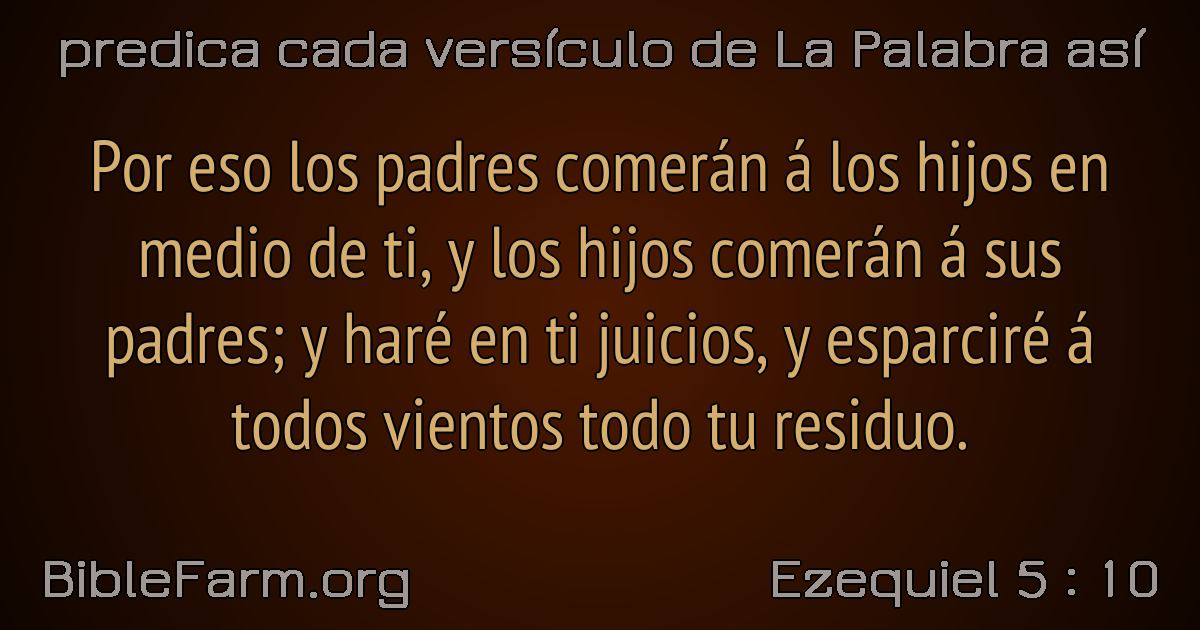 predica cada versículo de La Palabra así
Por eso los padres comerán á los hijos en
medio de ti, y los hijos comerán á sus
padres; y haré en ti juicios, y esparciré á
todos vientos todo tu residuo.
BibleFarm.org
Ezequiel 5 : 10